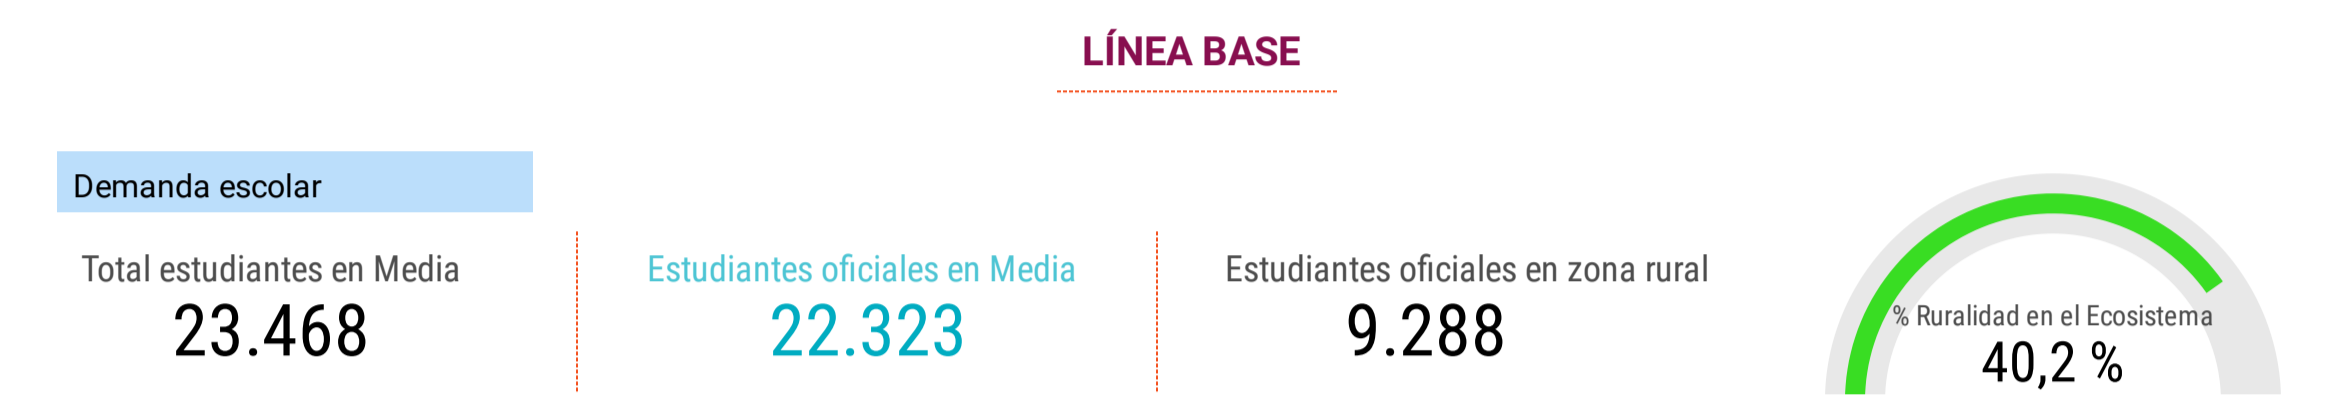 LÍNEA BASE
Demanda escolar
Total estudiantes en Media
23.468
Estudiantes oficiales en Media
22.323
Estudiantes oficiales en zona rural
9.288
% Ruralidad en el Ecosistema
40,2 %